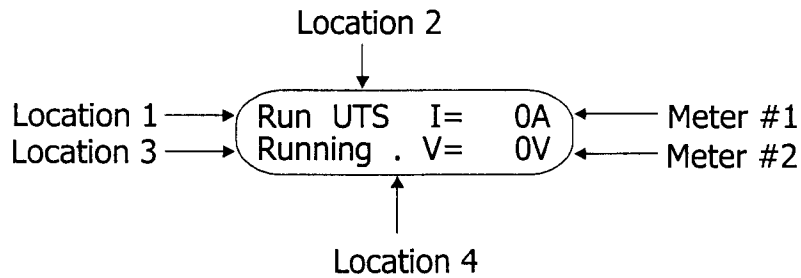 Location 2
Location 1 Run UTS I= 0A Meter #1
Location 3 Running . V= 0V Meter #2
Location 4